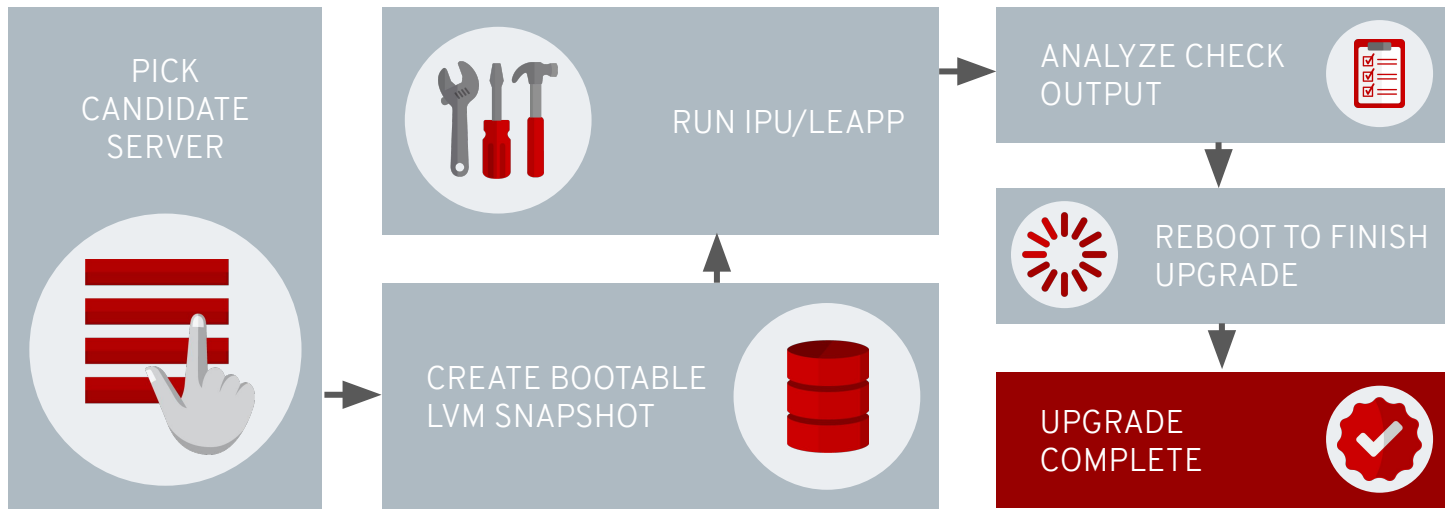 PICK
CANDIDATE
SERVER
CREATE BOOTABLE
LVM SNAPSHOT
RUN IPU/LEAPP
ANALYZE CHECK
OUTPUT
REBOOT TO FINISH
UPGRADE
UPGRADE
COMPLETE